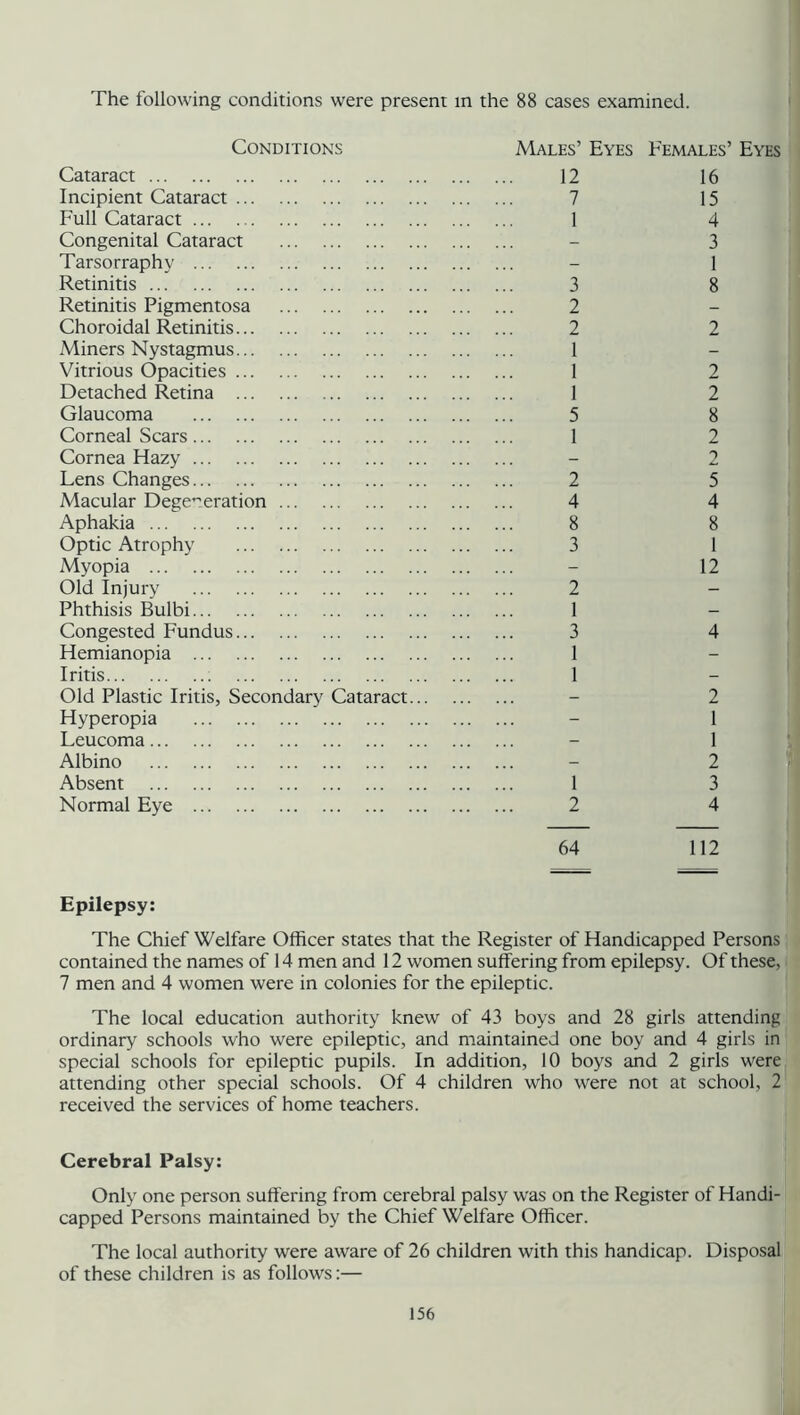 The following conditions were present in the 88 cases examined.
Conditions Males' Eyes Females' Eyes
Cataract ... 12 16
Incipient Cataract ... 7 15
Full Cataract ... 1 4
Congenital Cataract ... – 3
Tarsorraphy ... – 1
Retinitis ... 3 8
Retinitis Pigmentosa ... 2 –
Choroidal Retinitis... 2 2
Miners Nystagmus... 1 –
Vitrious Opacities ... 1 2
Detached Retina ... 1 2
Glaucoma ... 5 8
Corneal Scars ... 1 2
Cornea Hazy ... – 2
Lens Changes... 2 5
Macular Degeneration ... 4 4
Aphakia ... 8 8
Optic Atrophy ... 3 1
Myopia ... – 12
Old Injury ... 2 –
Phthisis Bulbi... 1 –
Congested Fundus... 3 4
Hemianopia ... 1 –
Iritis... 1 –
Old Plastic Iritis, Secondary Cataract... – 2
Hyperopia ... – 1
Leucoma ... – 1
Albino ... – 2
Absent ... 1 3
Normal Eye ... 2 4
64 112
Epilepsy:
The Chief Welfare Officer states that the Register of Handicapped Persons
contained the names of 14 men and 12 women suffering from epilepsy. Of these,
7 men and 4 women were in colonies for the epileptic.
The local education authority knew of 43 boys and 28 girls attending
ordinary schools who were epileptic, and maintained one boy and 4 girls in
special schools for epileptic pupils. In addition, 10 boys and 2 girls were
attending other special schools. Of 4 children who were not at school, 2
received the services of home teachers.
Cerebral Palsy:
Only one person suffering from cerebral palsy was on the Register of Handi-
capped Persons maintained by the Chief Welfare Officer.
The local authority were aware of 26 children with this handicap. Disposal
of these children is as follows:—
156